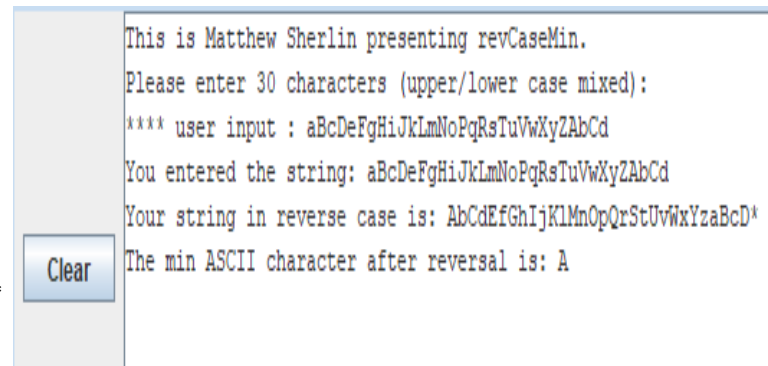 This is Matthew Sherlin presenting revCaseMin.
Please enter 30 characters (upper/lower case mixed):
**** user input : aBcDeFgHiJkLmNoPqRsTuVwXyZAbCd
You entered the string: aBcDeFgHiJkLmNoPqRsTuVwXyZAbCd
Your string in reverse case is: AbCdEfGhIjKlMnOpQrStUvWxYzaBcD*
The min ASCII character after reversal is: A
Clear